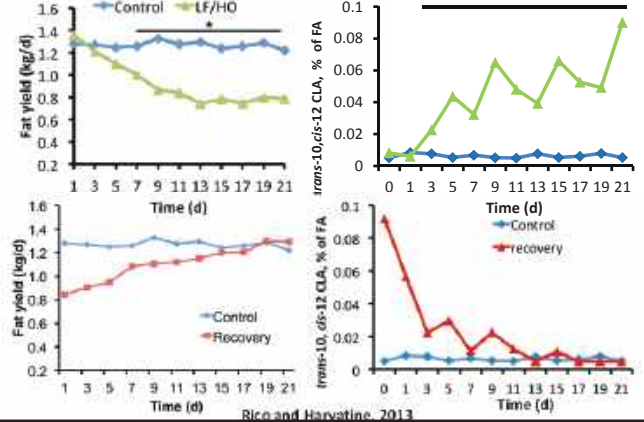 Control LF/HO
*
Fat yield (kg/d)
1.6
1.4
1.2
1.0
0.8
0.6
0.4
0.2
1 3 5 7 9 11 13 15 17 19 21
Time (d)
trans-10,cis-12 CLA, % of FA
0.1
0.08
0.06
0.04
0.02
0
0 1 3 5 7 9 11 13 15 17 19 21
Time (d)
Fat yield (kg/d)
1.6
1.4
1.2
1.0
0.8
0.6
0.4
0.2
Control
Recovery
1 3 5 7 9 11 13 15 17 19 21
Time (d)
trans-10, cis-12 CLA, % of FA
0.1
0.08
0.06
0.04
0.02
0
Control
recovery
0 1 3 5 7 9 11 13 15 17 19 21
Time (d)
Rico and Harvatine, 2013